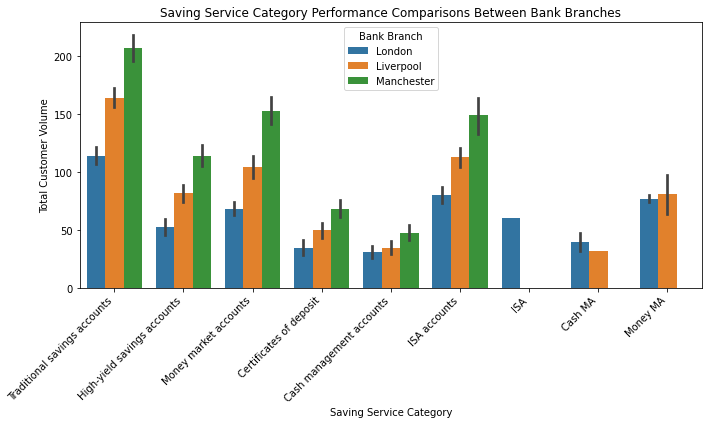 Saving Service Category Performance Comparisons Between Bank Branches
Bank Branch
London
Liverpool
Manchester
Total Customer Volume
200
150
100
50
0
Traditional savings accounts
High-yield savings accounts
Money market accounts
Certificates of deposit
Cash management accounts
ISA accounts
ISA
Cash MA
Money MA
Saving Service Category